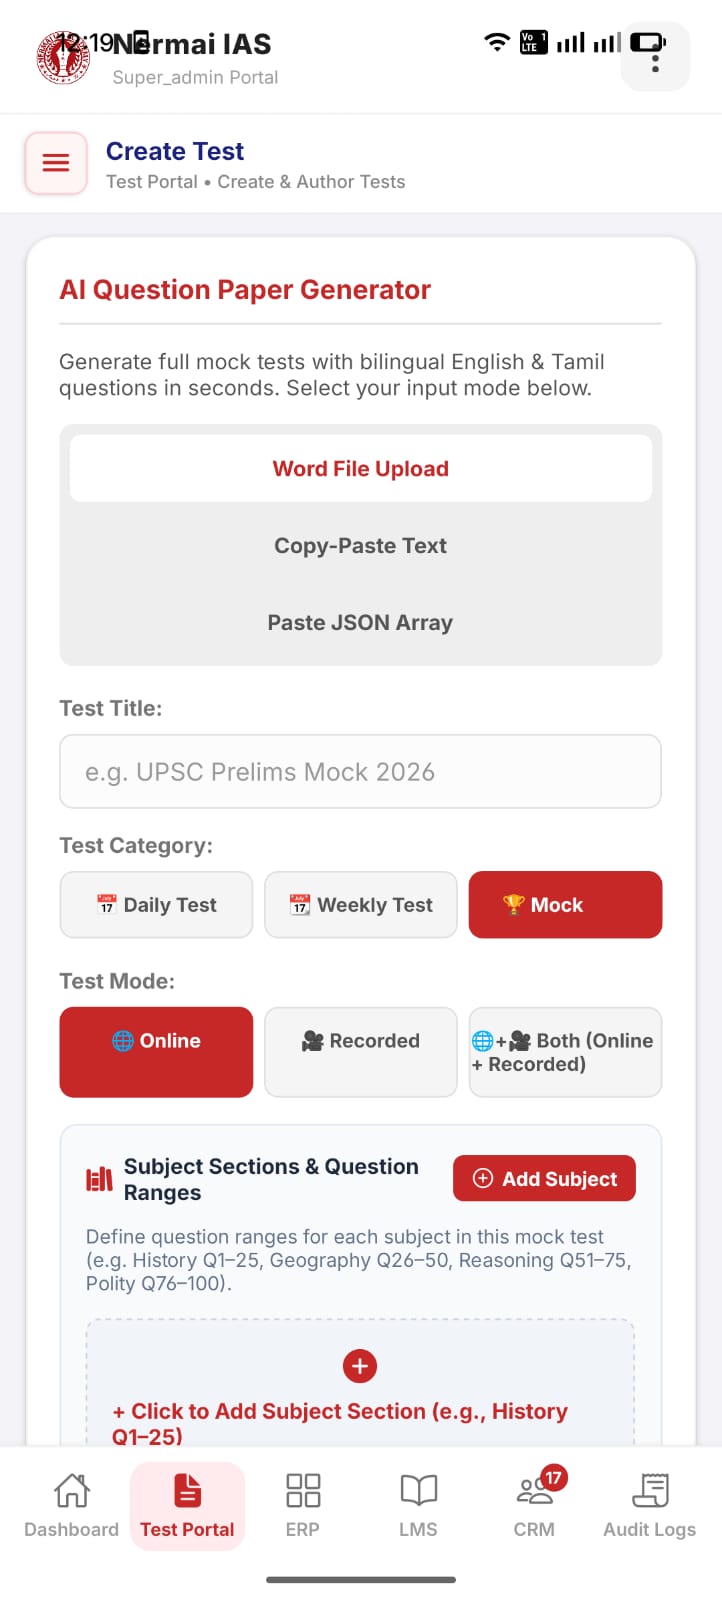 12:19
Nermai IAS
Super_admin Portal
Vo 1
LTE
Create Test
Test Portal • Create & Author Tests
AI Question Paper Generator
Generate full mock tests with bilingual English & Tamil
questions in seconds. Select your input mode below.
Word File Upload
Copy-Paste Text
Paste JSON Array
Test Title:
e.g. UPSC Prelims Mock 2026
Test Category:
Daily Test
Weekly Test
Mock
Test Mode:
Online
Recorded
+ Both (Online
+ Recorded)
Subject Sections & Question
Ranges
Add Subject
Define question ranges for each subject in this mock test
(e.g. History Q1–25, Geography Q26–50, Reasoning Q51–75,
Polity Q76–100).
+ Click to Add Subject Section (e.g., History
Q1–25)
17
Dashboard
Test Portal
ERP
LMS
CRM
Audit Logs